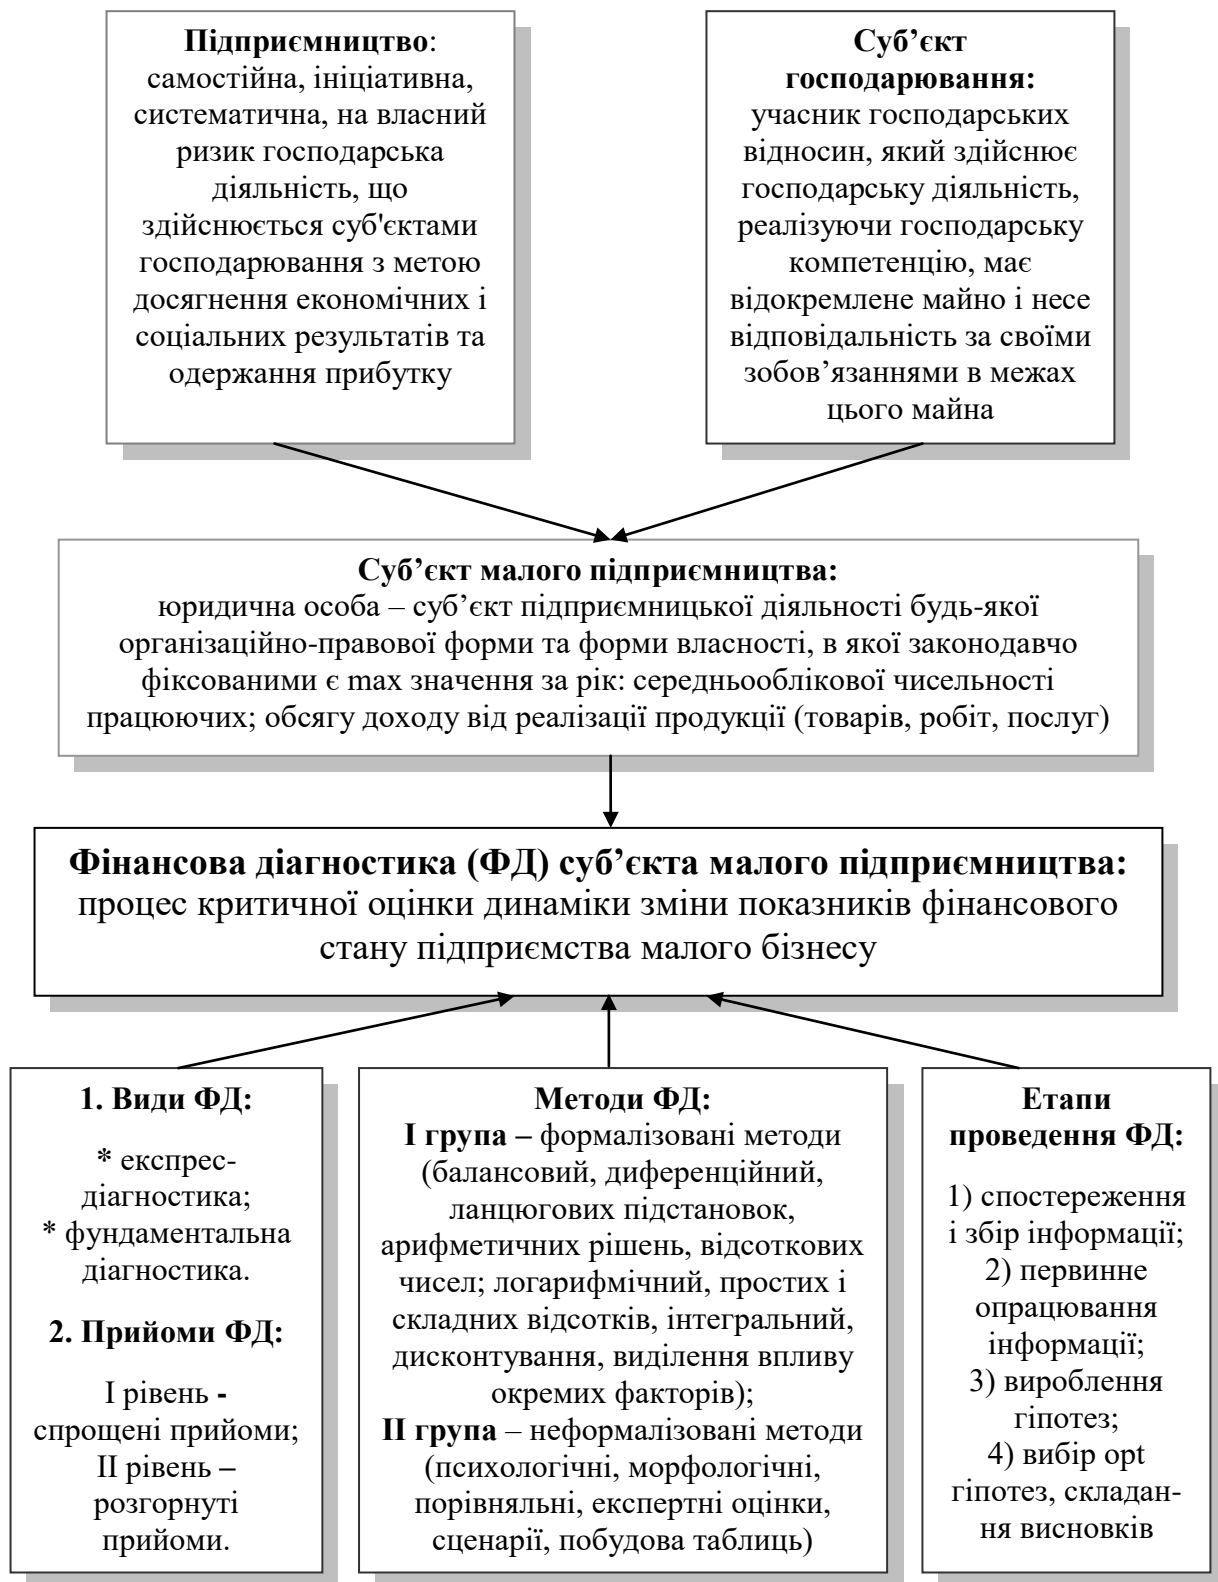 Підприємництво:
самостійна, ініціативна,
систематична, на власний
ризик господарська
діяльність, що
здійснюється суб'єктами
господарювання з метою
досягнення економічних і
соціальних результатів та
одержання прибутку
Суб’єкт
господарювання:
учасник господарських
відносин, який здійснює
господарську діяльність,
реалізуючи господарську
компетенцію, має
відокремлене майно і несе
відповідальність за своїми
зобов’язаннями в межах
цього майна
Суб’єкт малого підприємництва:
юридична особа – суб’єкт підприємницької діяльності будь-якої
організаційно-правової форми та форми власності, в якої законодавчо
фіксованими є max значення за рік: середньооблікової чисельності
працюючих; обсягу доходу від реалізації продукції (товарів, робіт, послуг)
Фінансова діагностика (ФД) суб’єкта малого підприємництва:
процес критичної оцінки динаміки зміни показників фінансового
стану підприємства малого бізнесу
1. Види ФД:
* експрес-
діагностика;
* фундаментальна
діагностика.
2. Прийоми ФД:
І рівень -
спрощені прийоми;
ІІ рівень –
розгорнуті
прийоми.
Методи ФД:
І група – формалізовані методи
(балансовий, диференційний,
ланцюгових підстановок,
арифметичних рішень, відсоткових
чисел; логарифмічний, простих і
складних відсотків, інтегральний,
дисконтування, виділення впливу
окремих факторів);
ІІ група – неформалізовані методи
(психологічні, морфологічні,
порівняльні, експертні оцінки,
сценарії, побудова таблиць)
Етапи
проведення ФД:
1) спостереження
і збір інформації;
2) первинне
опрацювання
інформації;
3) вироблення
гіпотез;
4) вибір opt
гіпотез, складан-
ня висновків